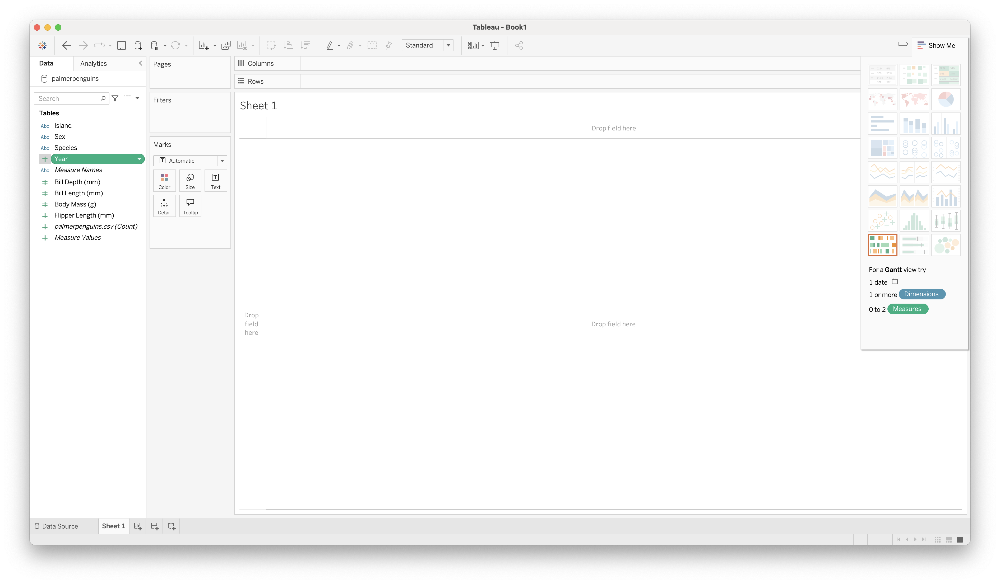 Tableau - Book1
Standard
Show Me
Data
Analytics
palmerpenguins
Search
Tables
Abc Island
Abc Sex
Abc Species
Year
Abc Measure Names
Bill Depth (mm)
Bill Length (mm)
Body Mass (g)
Flipper Length (mm)
palmerpenguins.csv (Count)
Measure Values
Pages
Filters
Marks
Automatic
Color
Size
Text
Detail
Tooltip
Columns
Rows
Sheet 1
Drop field here
Drop
field
here
Drop field here
For a Gantt view try
1 date
1 or more Dimensions
0 to 2 Measures
Data Source
Sheet 1